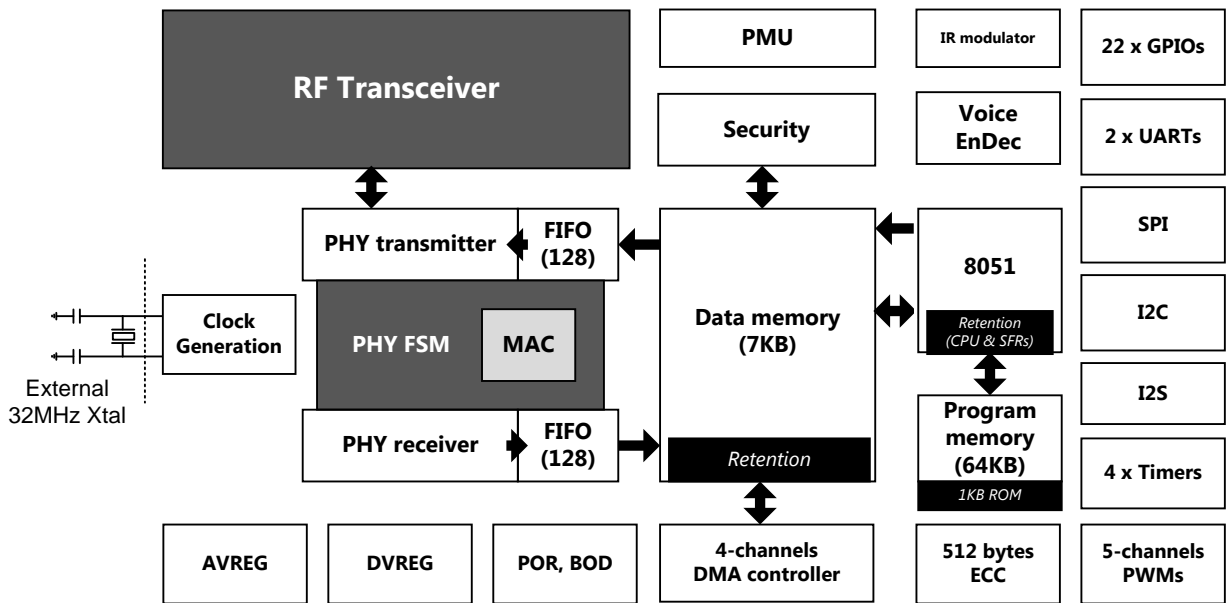 RF Transceiver
PMU
IR modulator
22 x GPIOs
Security
Voice
EnDec
2 x UARTs
PHY transmitter
FIFO
(128)
SPI
8051
Retention
(CPU & SFRs)
Data memory
(7KB)
Retention
Clock
Generation
External
32MHz Xtal
PHY FSM
MAC
I2C
I2S
PHY receiver
FIFO
(128)
Program
memory
(64KB)
1KB ROM
4 x Timers
AVREG
DVREG
POR, BOD
4-channels
DMA controller
512 bytes
ECC
5-channels
PWMs